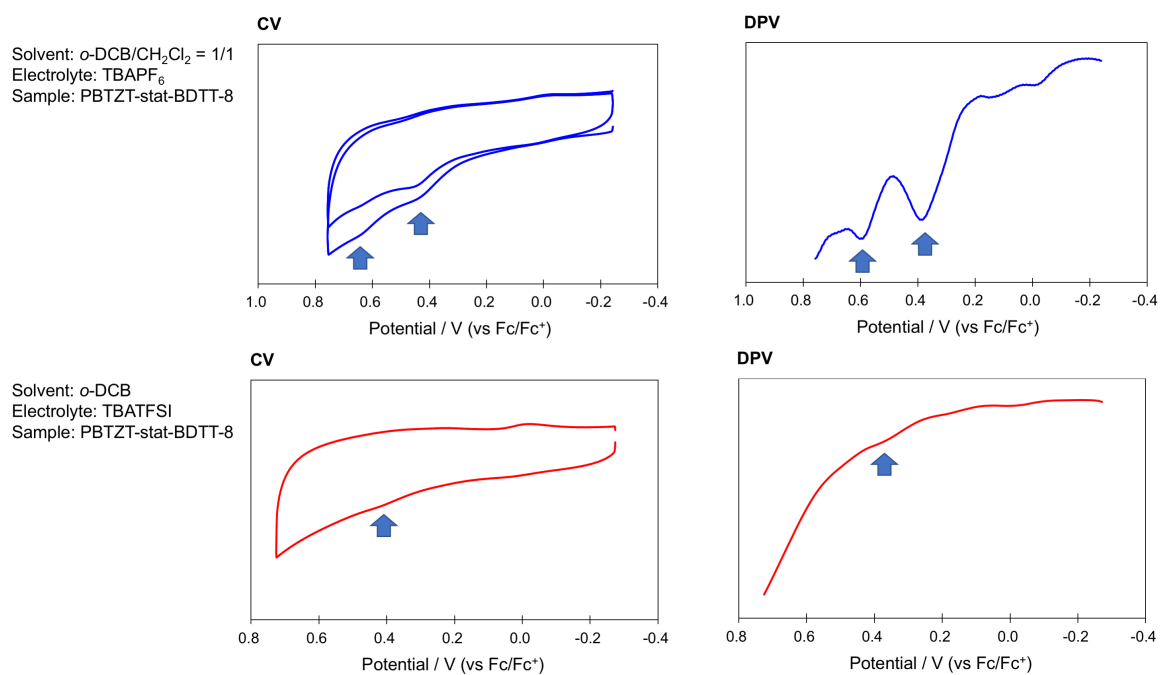 CV
DPV
Solvent: o-DCB/CH₂Cl₂ = 1/1
Electrolyte: TBAPF₆
Sample: PBTZT-stat-BDTT-8
1.0 0.8 0.6 0.4 0.2 0.0 -0.2 -0.4
1.0 0.8 0.6 0.4 0.2 0.0 -0.2 -0.4
Potential / V (vs Fc/Fc⁺)
Potential / V (vs Fc/Fc⁺)
CV
DPV
Solvent: o-DCB
Electrolyte: TBATFSI
Sample: PBTZT-stat-BDTT-8
0.8 0.6 0.4 0.2 0.0 -0.2 -0.4
0.8 0.6 0.4 0.2 0.0 -0.2 -0.4
Potential / V (vs Fc/Fc⁺)
Potential / V (vs Fc/Fc⁺)